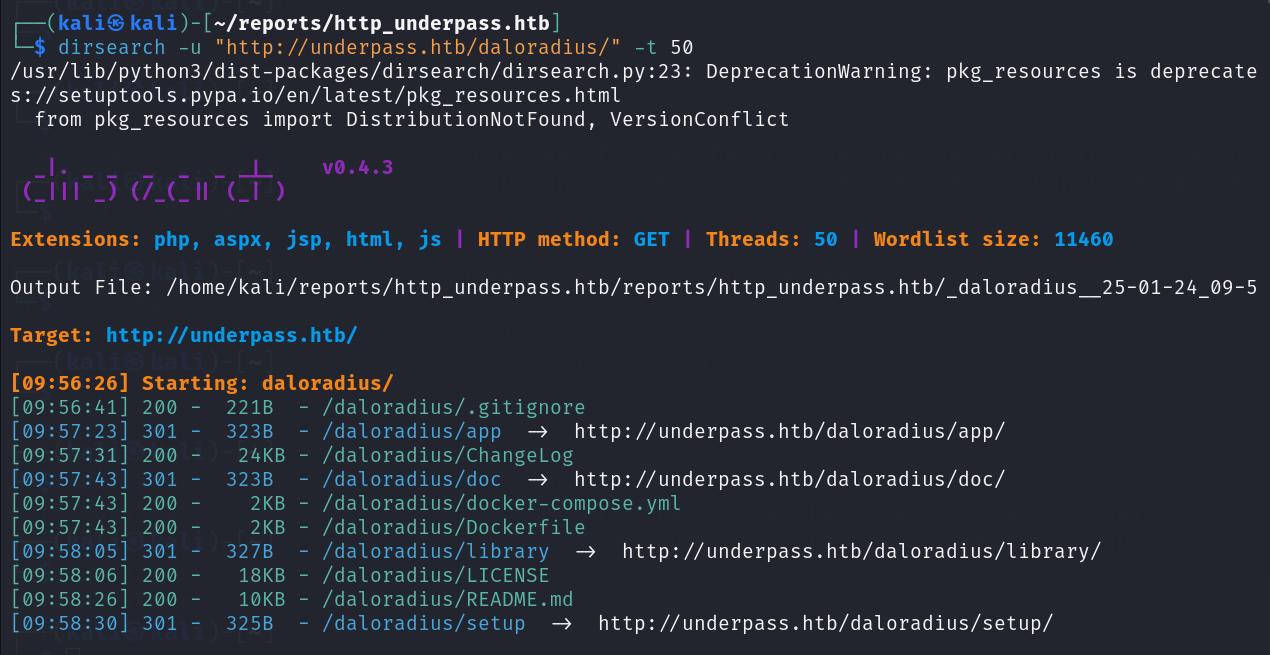 ┌──(kali㉿kali)-[~/reports/http_underpass.htb]
└─$ dirsearch -u "http://underpass.htb/daloradius/" -t 50
/usr/lib/python3/dist-packages/dirsearch/dirsearch.py:23: DeprecationWarning: pkg_resources is deprecate
s://setuptools.pypa.io/en/latest/pkg_resources.html
  from pkg_resources import DistributionNotFound, VersionConflict

  _|. _ _  _  _  _ _|_    v0.4.3
 (_||| _) (/_(_|| (_| )

Extensions: php, aspx, jsp, html, js | HTTP method: GET | Threads: 50 | Wordlist size: 11460

Output File: /home/kali/reports/http_underpass.htb/reports/http_underpass.htb/_daloradius__25-01-24_09-5

Target: http://underpass.htb/

[09:56:26] Starting: daloradius/
[09:56:41] 200 -  221B  - /daloradius/.gitignore
[09:57:23] 301 -  323B  - /daloradius/app  ->  http://underpass.htb/daloradius/app/
[09:57:31] 200 -   24KB - /daloradius/ChangeLog
[09:57:43] 301 -  323B  - /daloradius/doc  ->  http://underpass.htb/daloradius/doc/
[09:57:43] 200 -    2KB - /daloradius/docker-compose.yml
[09:57:43] 200 -    2KB - /daloradius/Dockerfile
[09:58:05] 301 -  327B  - /daloradius/library  ->  http://underpass.htb/daloradius/library/
[09:58:06] 200 -   18KB - /daloradius/LICENSE
[09:58:26] 200 -   10KB - /daloradius/README.md
[09:58:30] 301 -  325B  - /daloradius/setup  ->  http://underpass.htb/daloradius/setup/